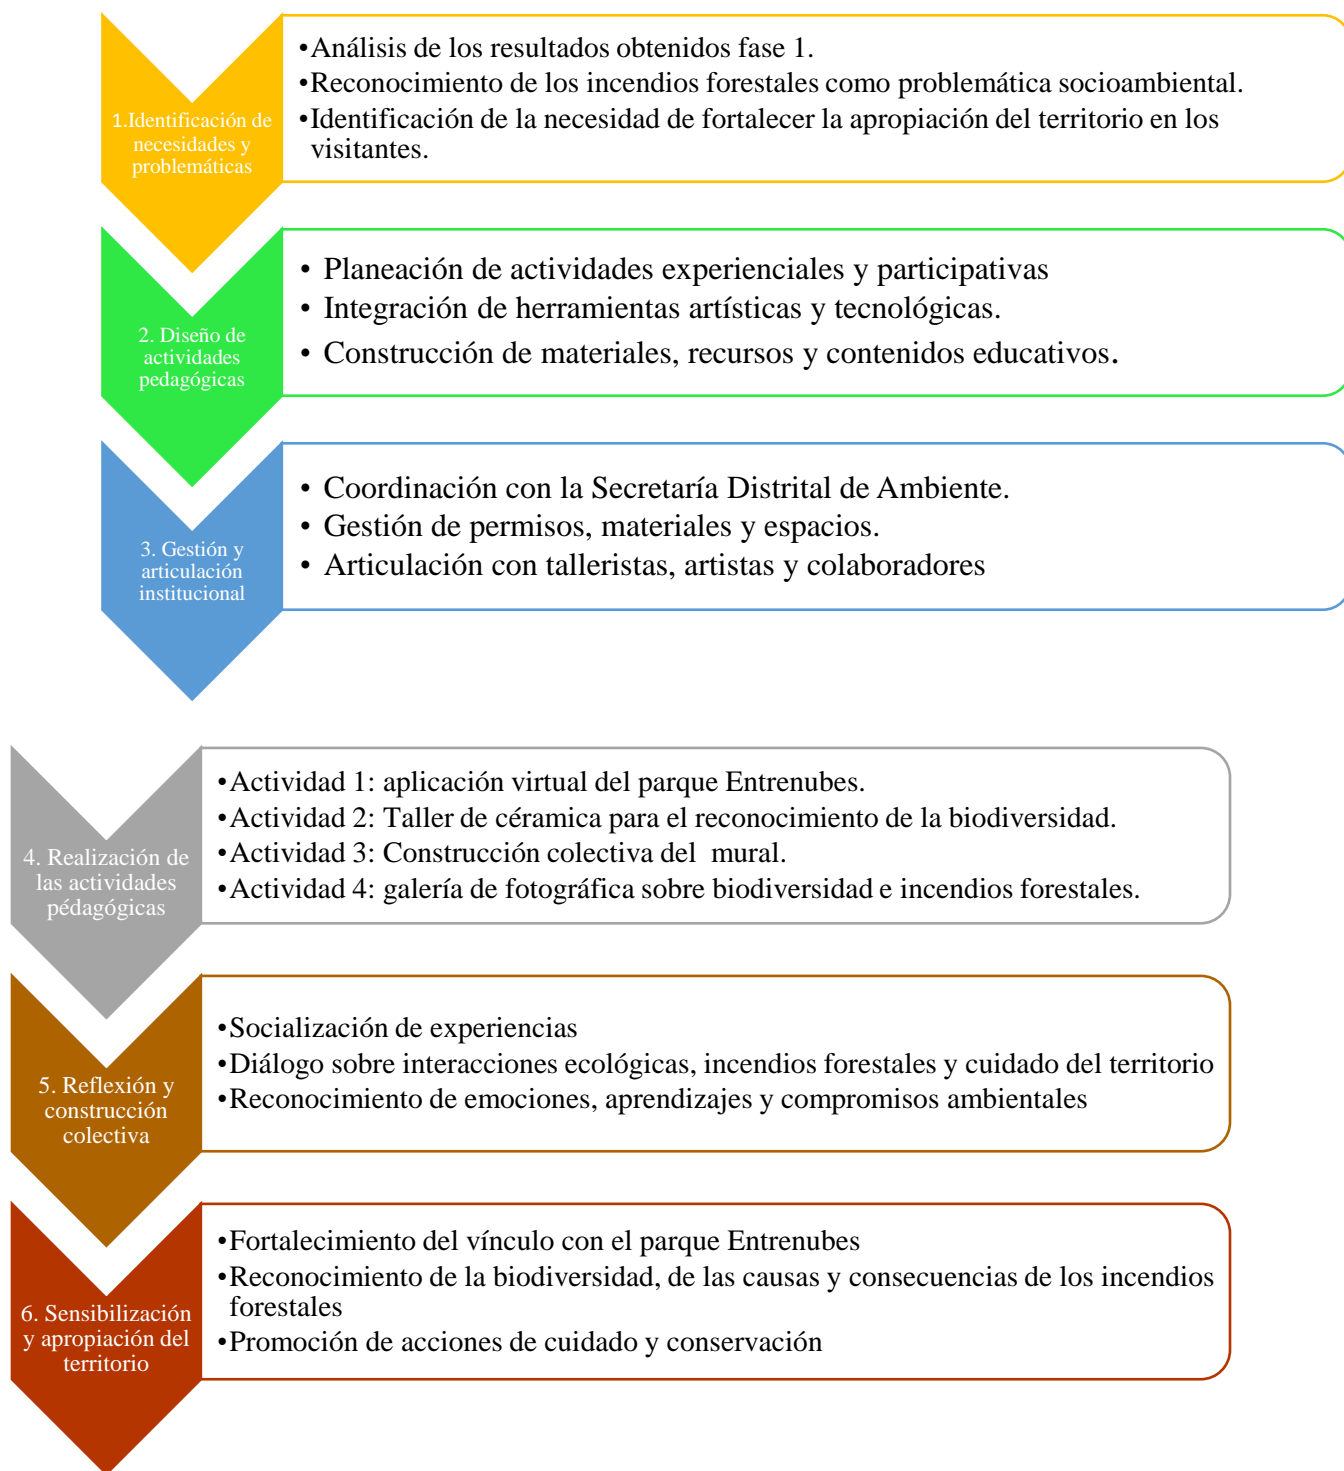 1.Identificación de
necesidades y
problemáticas
•Análisis de los resultados obtenidos fase 1.
•Reconocimiento de los incendios forestales como problemática socioambiental.
•Identificación de la necesidad de fortalecer la apropiación del territorio en los
visitantes.
2. Diseño de
actividades
pedagógicas
• Planeación de actividades experienciales y participativas
• Integración de herramientas artísticas y tecnológicas.
• Construcción de materiales, recursos y contenidos educativos.
3. Gestión y
articulación
institucional
• Coordinación con la Secretaría Distrital de Ambiente.
• Gestión de permisos, materiales y espacios.
• Articulación con talleristas, artistas y colaboradores
4. Realización de
las actividades
pédagógicas
•Actividad 1: aplicación virtual del parque Entrenubes.
•Actividad 2: Taller de céramica para el reconocimiento de la biodiversidad.
•Actividad 3: Construcción colectiva del mural.
•Actividad 4: galería de fotográfica sobre biodiversidad e incendios forestales.
5. Reflexión y
construcción
colectiva
•Socialización de experiencias
•Diálogo sobre interacciones ecológicas, incendios forestales y cuidado del territorio
•Reconocimiento de emociones, aprendizajes y compromisos ambientales
6. Sensibilización
y apropiación del
territorio
•Fortalecimiento del vínculo con el parque Entrenubes
•Reconocimiento de la biodiversidad, de las causas y consecuencias de los incendios
forestales
•Promoción de acciones de cuidado y conservación